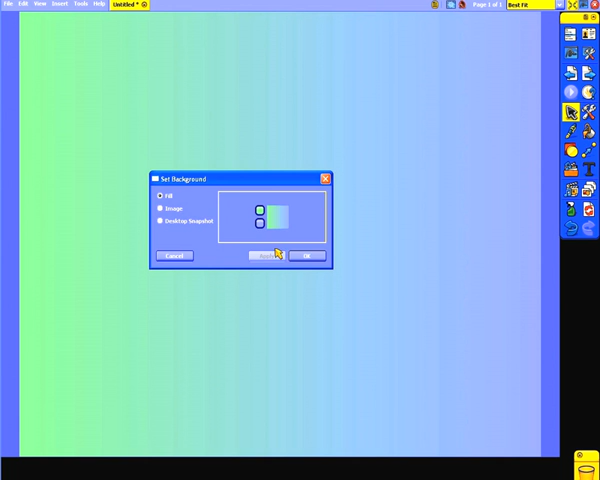 File Edit View Insert Tools Help Untitled * Page 1 of 1 Best Fit
Set Background
Fill
Image
Desktop Snapshot
Cancel OK